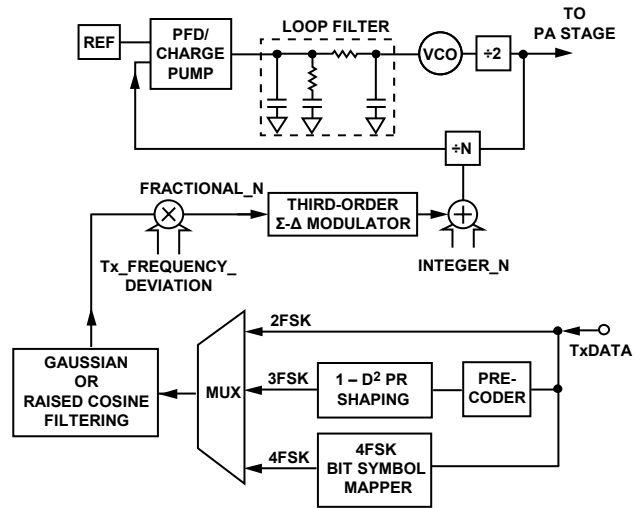 TO
PA STAGE
LOOP FILTER
REF
PFD/
CHARGE
PUMP
VCO
÷2
÷N
FRACTIONAL_N
THIRD-ORDER
Σ-Δ MODULATOR
×
+
Tx_FREQUENCY_
DEVIATION
INTEGER_N
2FSK
TxDATA
GAUSSIAN
OR
RAISED COSINE
FILTERING
MUX
3FSK
1 – D² PR
SHAPING
PRE-
CODER
4FSK
4FSK
BIT SYMBOL
MAPPER